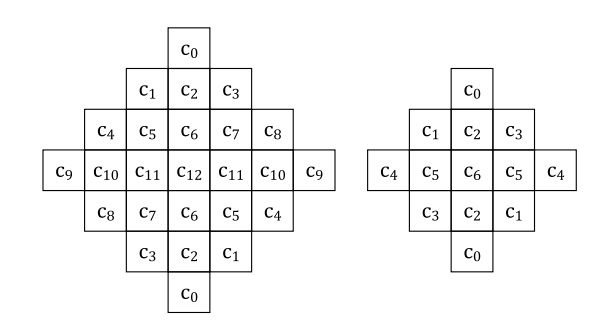 c₀
c₁ c₂ c₃
c₄ c₅ c₆ c₇ c₈
c₉ c₁₀ c₁₁ c₁₂ c₁₁ c₁₀ c₉
c₈ c₇ c₆ c₅ c₄
c₃ c₂ c₁
c₀
c₀
c₁ c₂ c₃
c₄ c₅ c₆ c₅ c₄
c₃ c₂ c₁
c₀